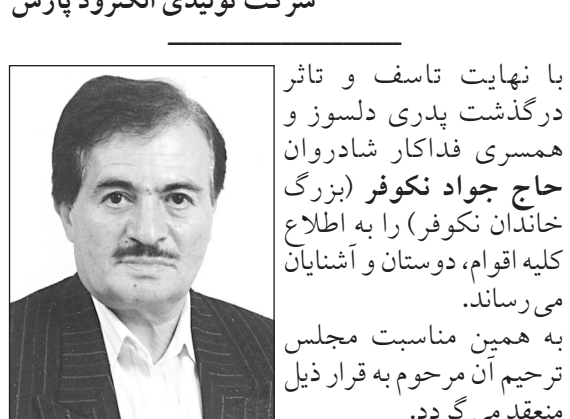 شرکت تولیدی الکترود پارس
با نهایت تاسف و تاثر
درگذشت پدری دلسوز و
همسری فداکار شادروان
حاج جواد نکوفر (بزرگ
خاندان نکوفر) را به اطلاع
کلیه اقوام، دوستان و آشنایان
می‌رساند.
به همین مناسبت مجلس
ترحیم آن مرحوم به قرار ذیل
منعقد می‌گردد.